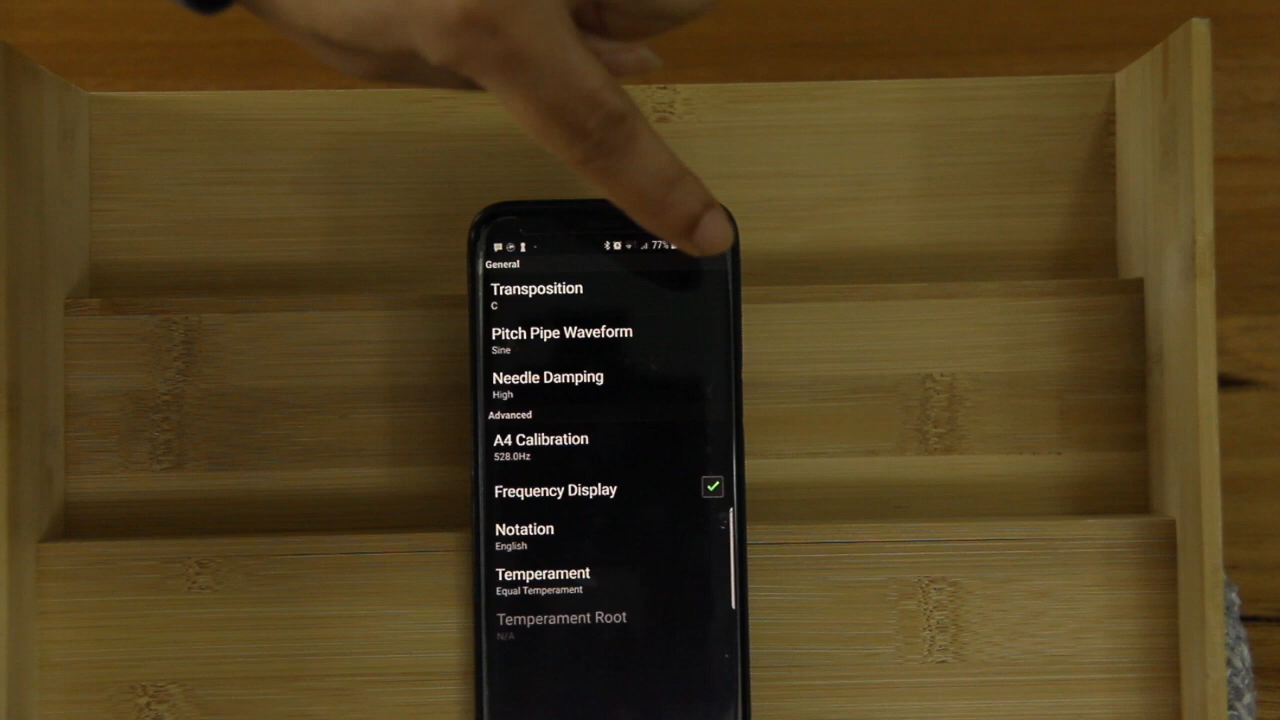 77%
General
Transposition
C
Pitch Pipe Waveform
Sine
Needle Damping
High
Advanced
A4 Calibration
528.0Hz
Frequency Display
Notation
English
Temperament
Equal Temperament
Temperament Root
N/A